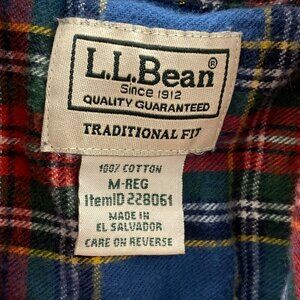 L.L.Bean®
Since 1912
QUALITY GUARANTEED
TRADITIONAL FIT
100% COTTON
M-REG
ItemID 228061
MADE IN
EL SALVADOR
CARE ON REVERSE